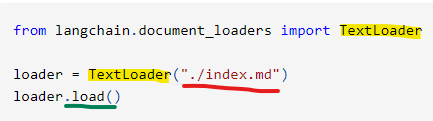 from langchain.document_loaders import TextLoader
loader = TextLoader("./index.md")
loader.load()